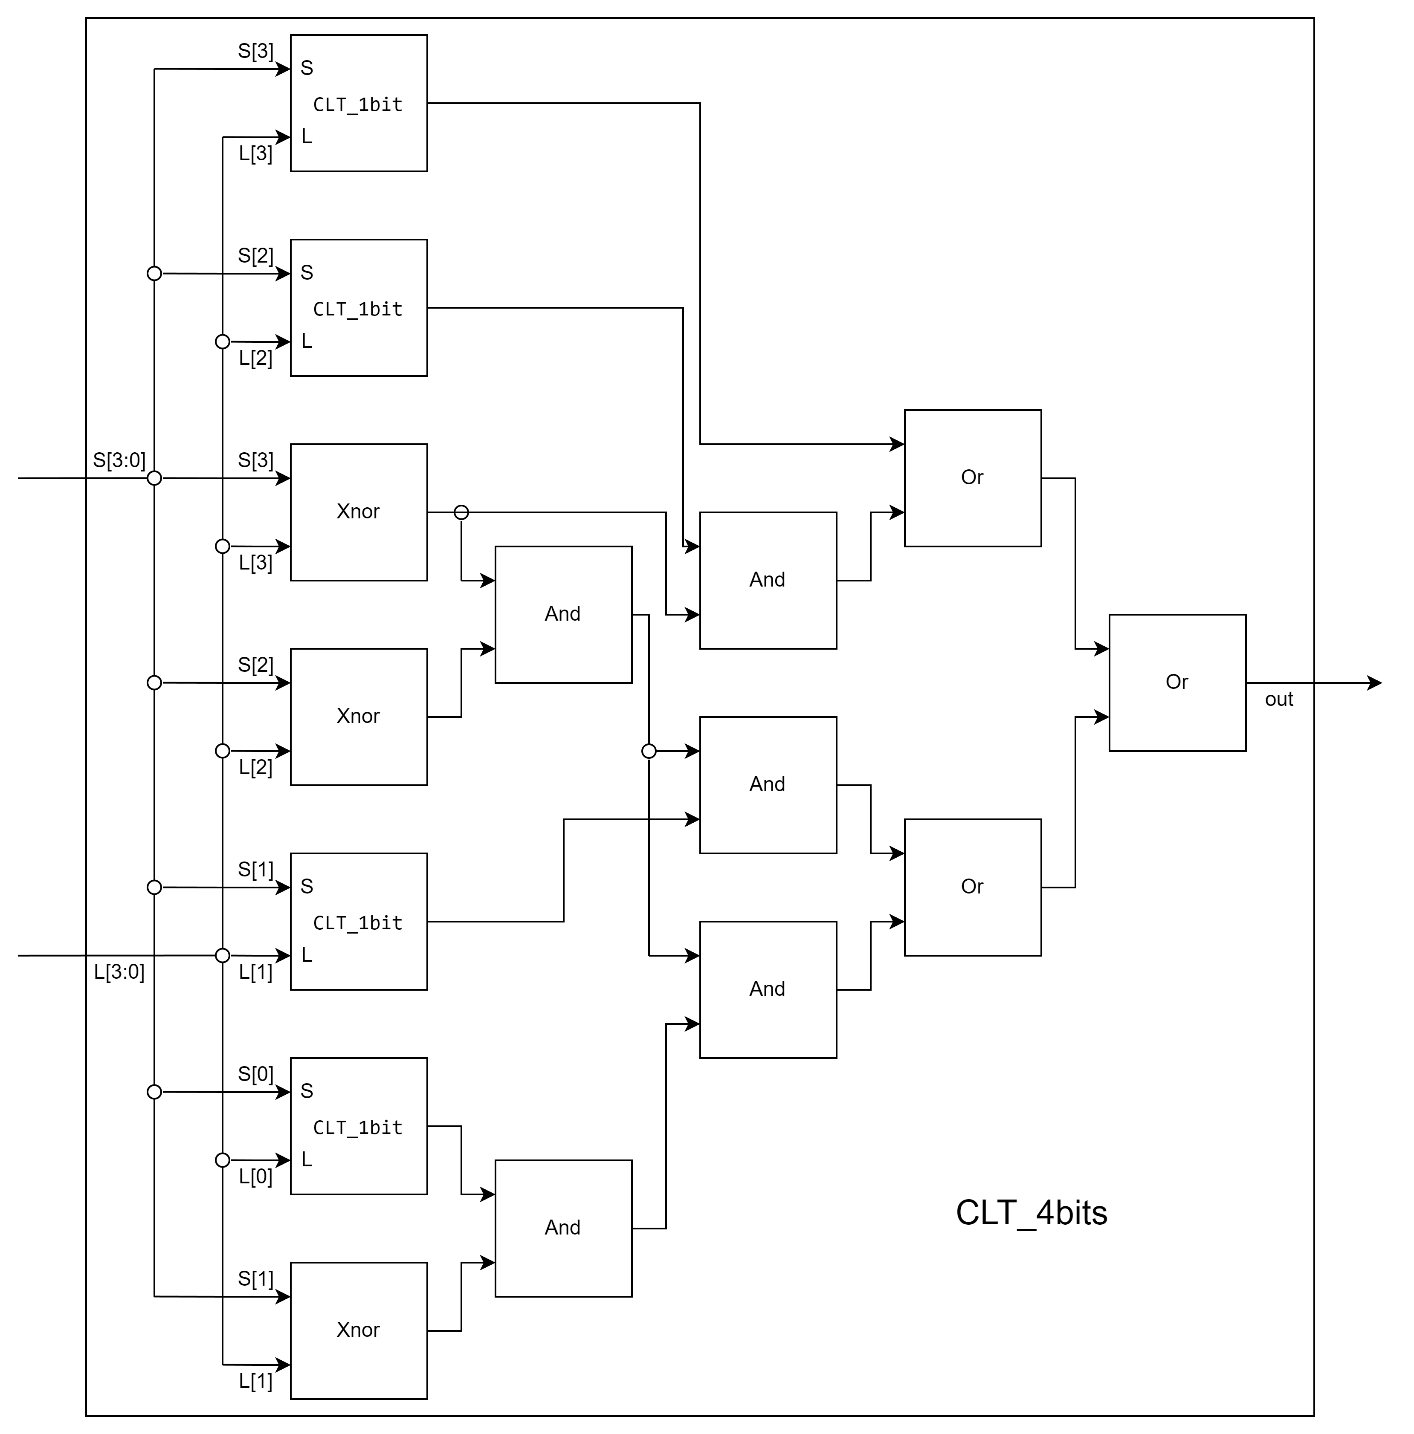 S[3]
S
CLT_1bit
L
L[3]
S[2]
S
CLT_1bit
L
L[2]
S[3:0]
S[3]
Xnor
L[3]
Or
And
And
S[2]
Xnor
L[2]
Or
out
And
S[1]
S
CLT_1bit
L
L[3:0]
L[1]
Or
And
S[0]
S
CLT_1bit
L
L[0]
And
CLT_4bits
S[1]
Xnor
L[1]